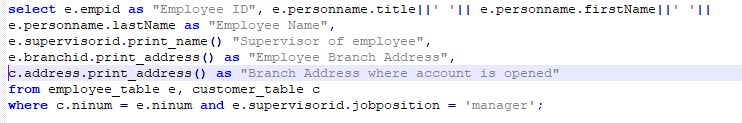 select e.empid as "Employee ID", e.personname.title||' '|| e.personname.firstName||' '||
e.personname.lastName as "Employee Name",
e.supervisorid.print_name() "Supervisor of employee",
e.branchid.print_address() as "Employee Branch Address",
c.address.print_address() as "Branch Address where account is opened"
from employee_table e, customer_table c
where c.ninum = e.ninum and e.supervisorid.jobposition = 'manager';